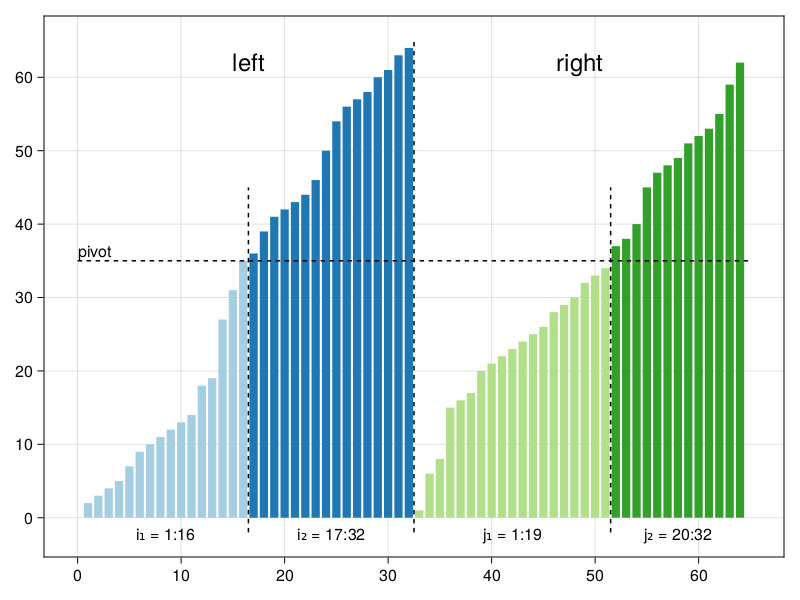 left
right
60
50
40
pivot
30
20
10
0
i₁ = 1:16
i₂ = 17:32
j₁ = 1:19
j₂ = 20:32
0
10
20
30
40
50
60